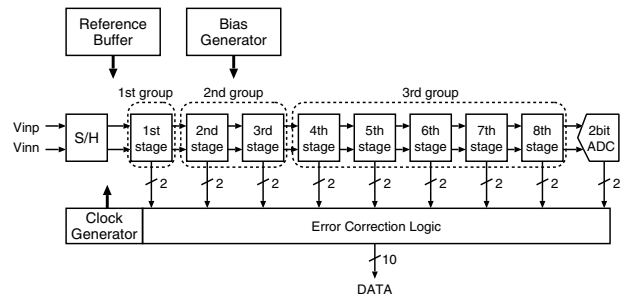 Reference
Buffer
Bias
Generator
1st group
2nd group
3rd group
Vinp
Vinn
S/H
1st
stage
2nd
stage
3rd
stage
4th
stage
5th
stage
6th
stage
7th
stage
8th
stage
2bit
ADC
2
2
2
2
2
2
2
2
2
Clock
Generator
Error Correction Logic
10
DATA